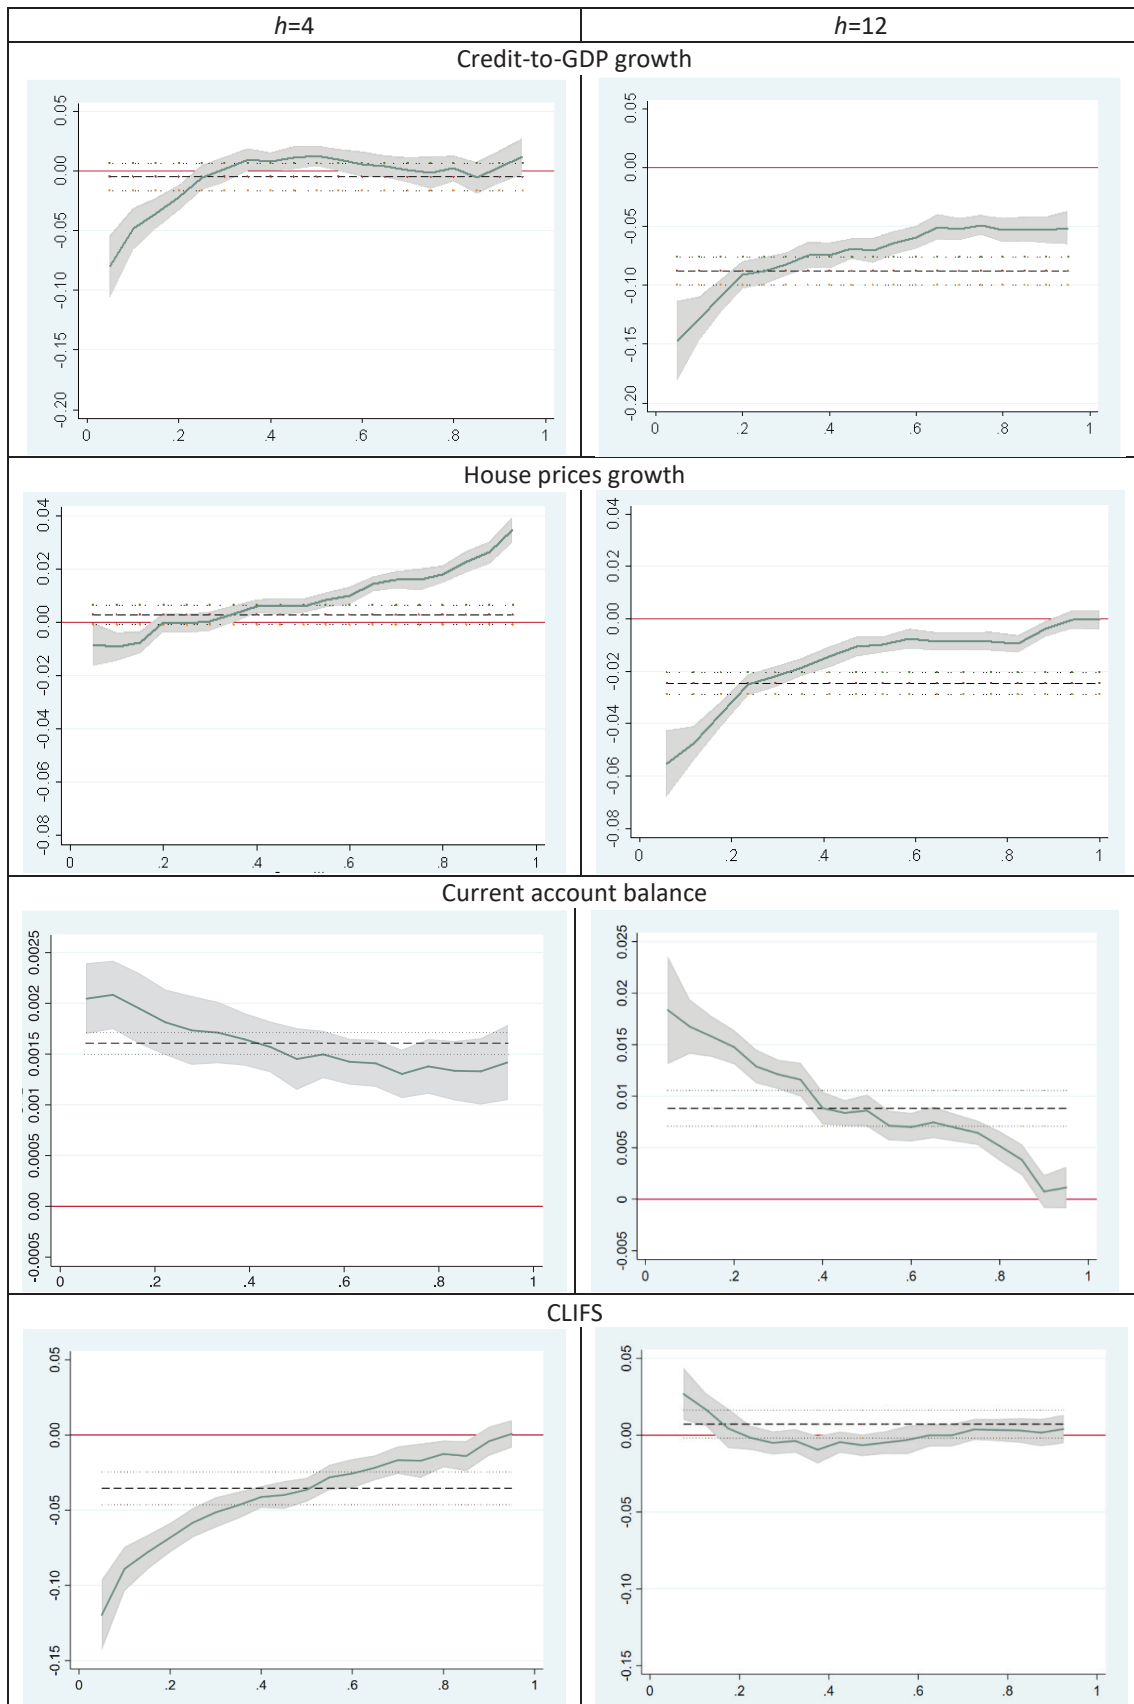 h=4 h=12
Credit-to-GDP growth
0.05 0.00 -0.05 -0.10 -0.15 -0.20
0 .2 .4 .6 .8 1
0.05 0.00 -0.05 -0.10 -0.15 -0.20
0 .2 .4 .6 .8 1
House prices growth
0.04 0.02 0.00 -0.02 -0.04 -0.06 -0.08
0 .2 .4 .6 .8 1
0.04 0.02 0.00 -0.02 -0.04 -0.06 -0.08
0 .2 .4 .6 .8 1
Current account balance
0.0025 0.002 0.0015 0.001 0.0005 0.00 -0.0005
0 .2 .4 .6 .8 1
0.025 0.02 0.015 0.01 0.005 0 -0.005
0 .2 .4 .6 .8 1
CLIFS
0.05 0.00 -0.05 -0.10 -0.15
0 .2 .4 .6 .8 1
0.05 0.00 -0.05 -0.10 -0.15
0 .2 .4 .6 .8 1